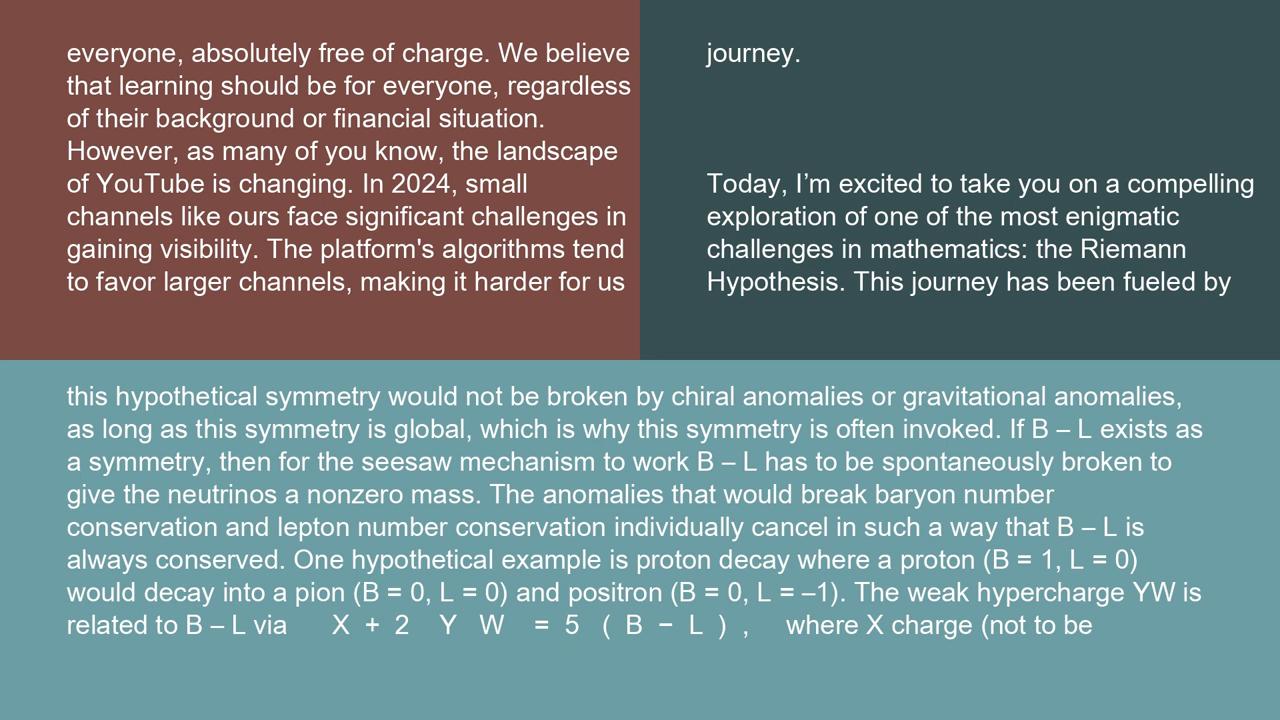 everyone, absolutely free of charge. We believe
that learning should be for everyone, regardless
of their background or financial situation.
However, as many of you know, the landscape
of YouTube is changing. In 2024, small
channels like ours face significant challenges in
gaining visibility. The platform's algorithms tend
to favor larger channels, making it harder for us
journey.
Today, I’m excited to take you on a compelling
exploration of one of the most enigmatic
challenges in mathematics: the Riemann
Hypothesis. This journey has been fueled by
this hypothetical symmetry would not be broken by chiral anomalies or gravitational anomalies,
as long as this symmetry is global, which is why this symmetry is often invoked. If B – L exists as
a symmetry, then for the seesaw mechanism to work B – L has to be spontaneously broken to
give the neutrinos a nonzero mass. The anomalies that would break baryon number
conservation and lepton number conservation individually cancel in such a way that B – L is
always conserved. One hypothetical example is proton decay where a proton (B = 1, L = 0)
would decay into a pion (B = 0, L = 0) and positron (B = 0, L = –1). The weak hypercharge YW is
related to B – L via X + 2 Y W = 5 ( B − L ) , where X charge (not to be